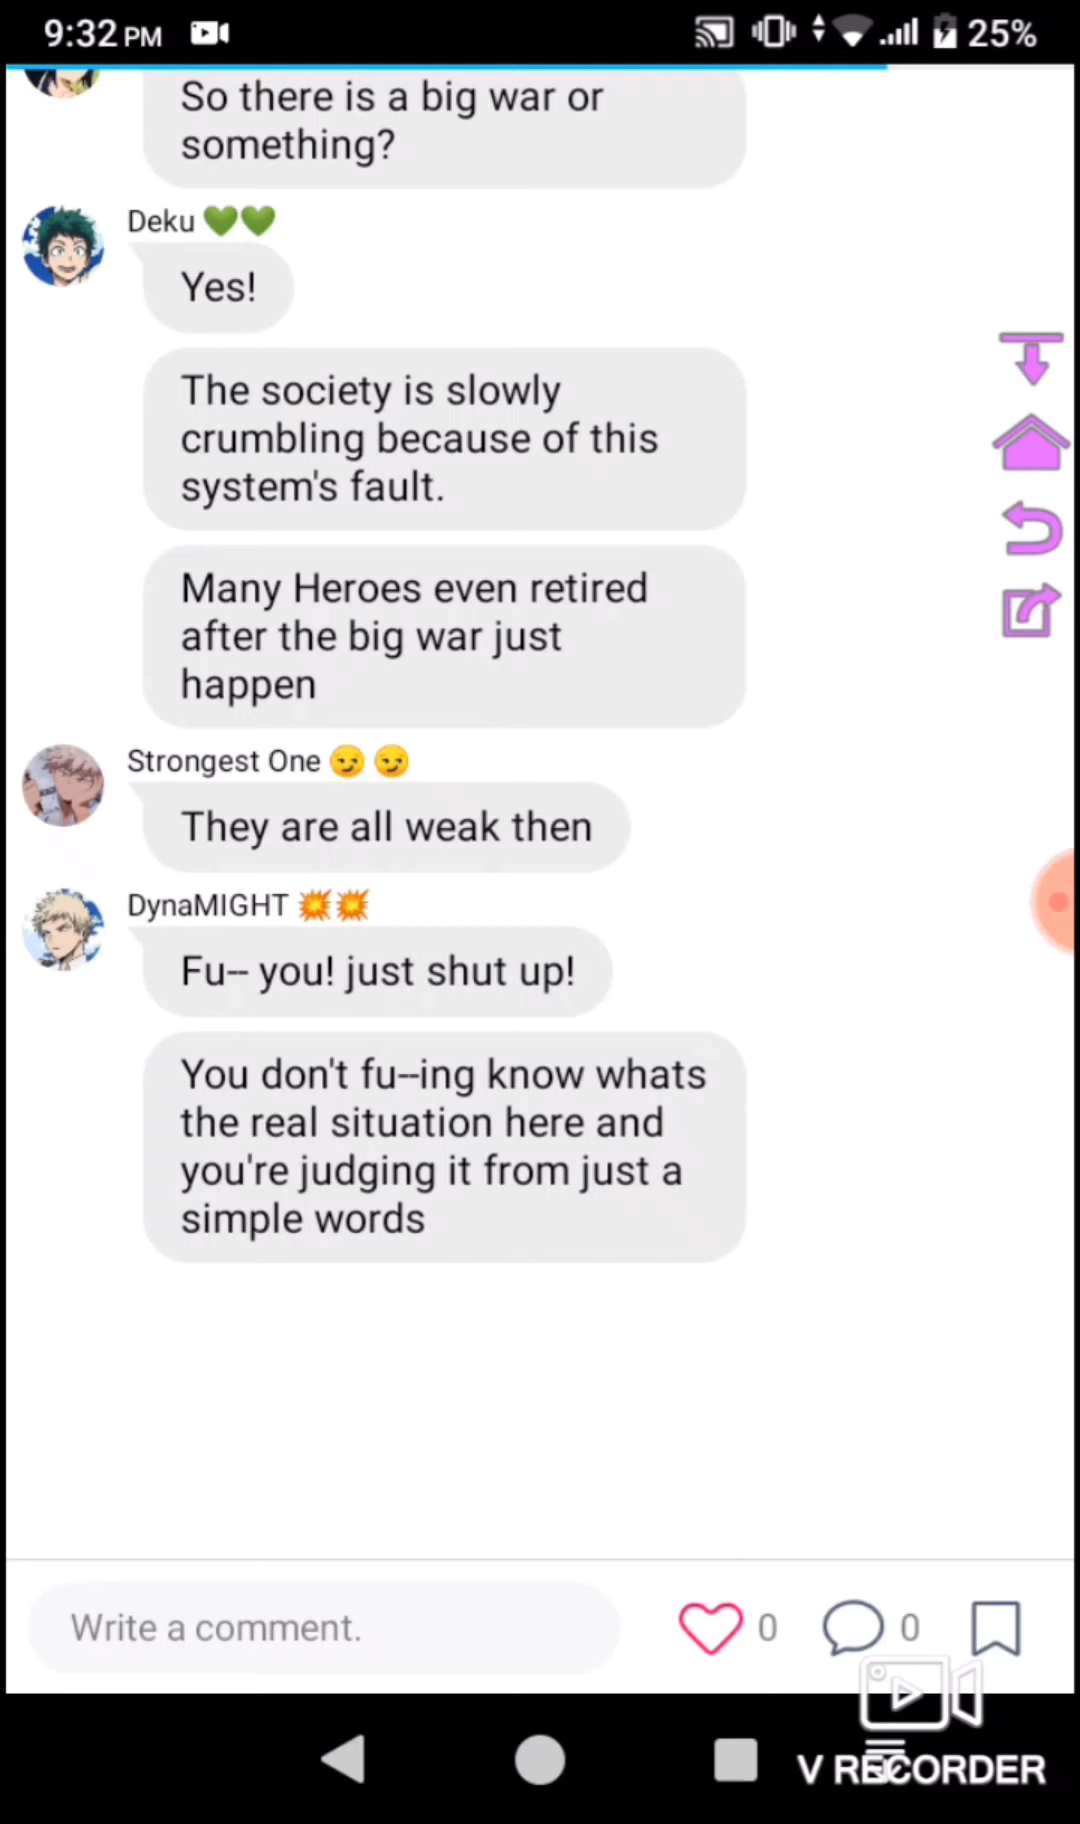 9:32 PM
25%
So there is a big war or
something?
Deku 💚💚
Yes!
The society is slowly
crumbling because of this
system's fault.
Many Heroes even retired
after the big war just
happen
Strongest One 😏 😏
They are all weak then
DynaMIGHT 💥💥
Fu-- you! just shut up!
You don't fu--ing know whats
the real situation here and
you're judging it from just a
simple words
Write a comment.
0
0
V RECORDER